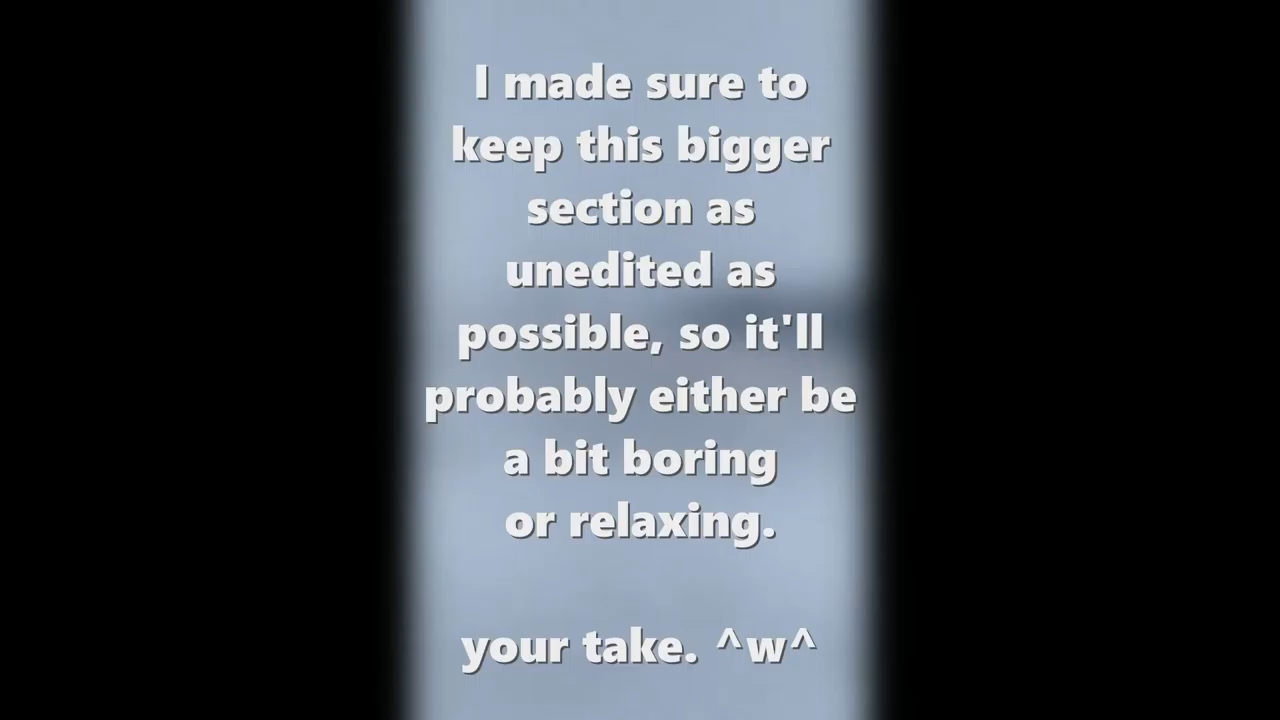 I made sure to
keep this bigger
section as
unedited as
possible, so it'll
probably either be
a bit boring
or relaxing.
your take. ^w^